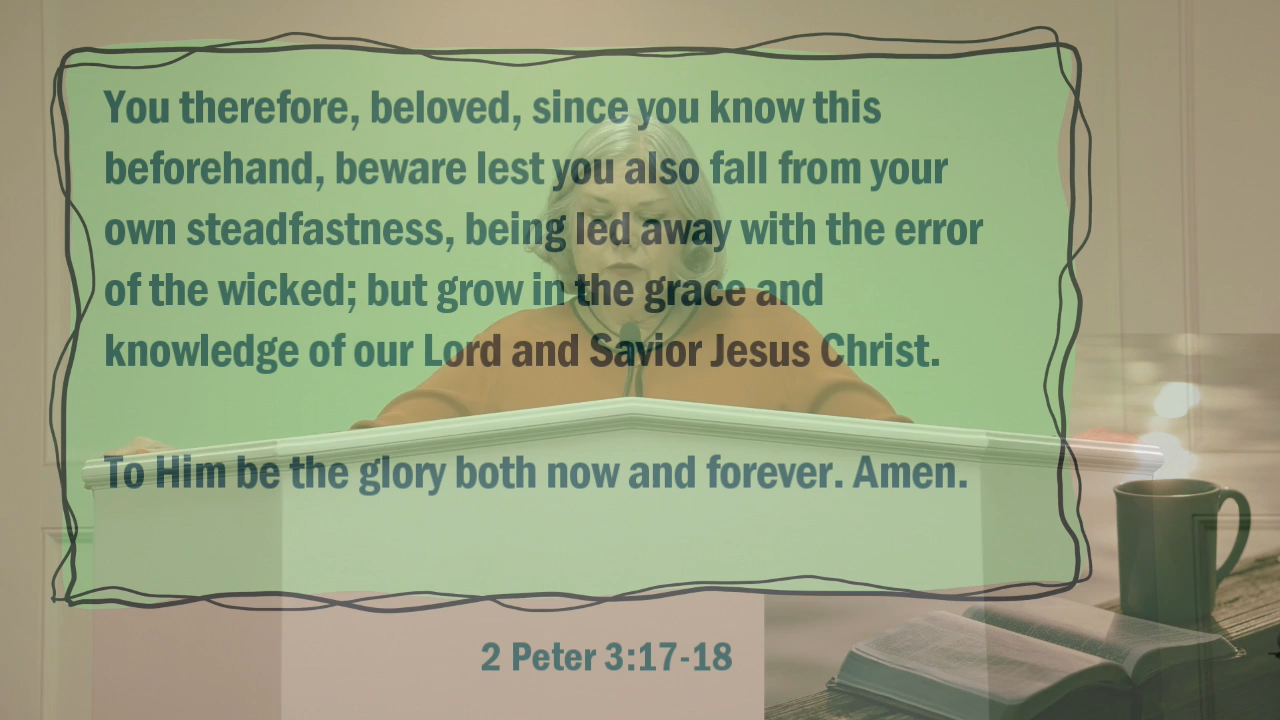 You therefore, beloved, since you know this
beforehand, beware lest you also fall from your
own steadfastness, being led away with the error
of the wicked; but grow in the grace and
knowledge of our Lord and Savior Jesus Christ.
To Him be the glory both now and forever. Amen.
2 Peter 3:17-18